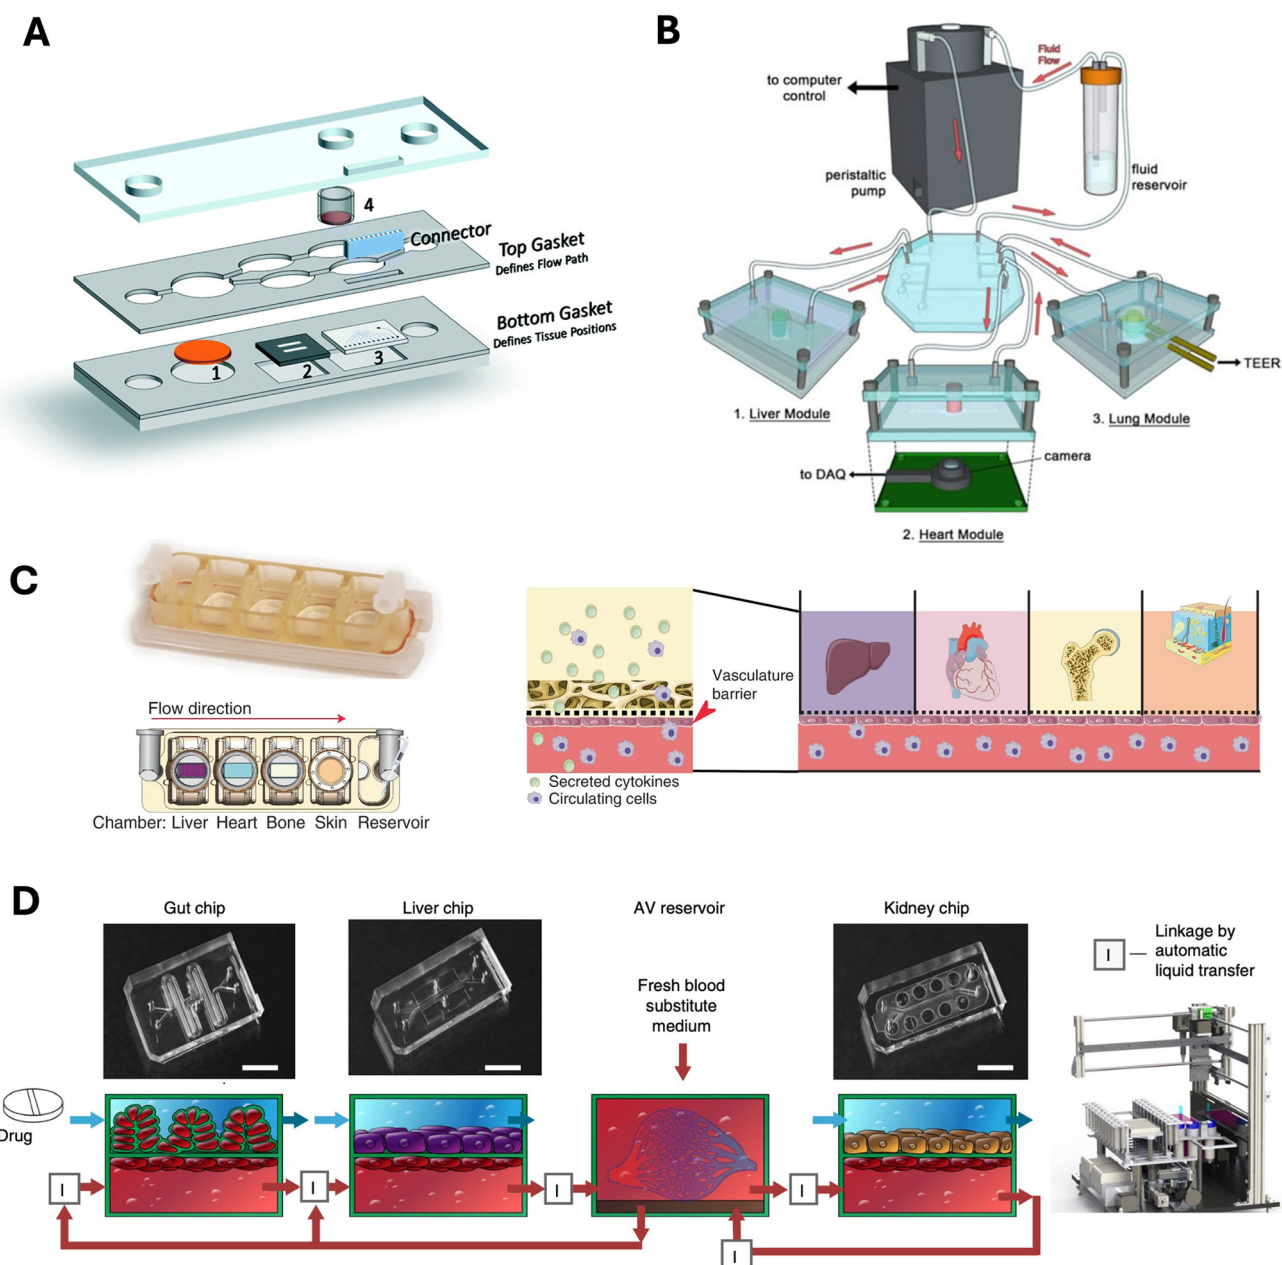 A
4
Connector
Top Gasket
Defines Flow Path
Bottom Gasket
Defines Tissue Positions
1
2
3
B
to computer
control
Fluid
Flow
peristaltic
pump
fluid
reservoir
TEER
1. Liver Module
3. Lung Module
camera
to DAQ
2. Heart Module
C
Flow direction
Chamber: Liver Heart Bone Skin Reservoir
Vasculature
barrier
Secreted cytokines
Circulating cells
D
Gut chip
Liver chip
AV reservoir
Kidney chip
Fresh blood
substitute
medium
I
Linkage by
automatic
liquid transfer
Drug
I
I
I
I
I